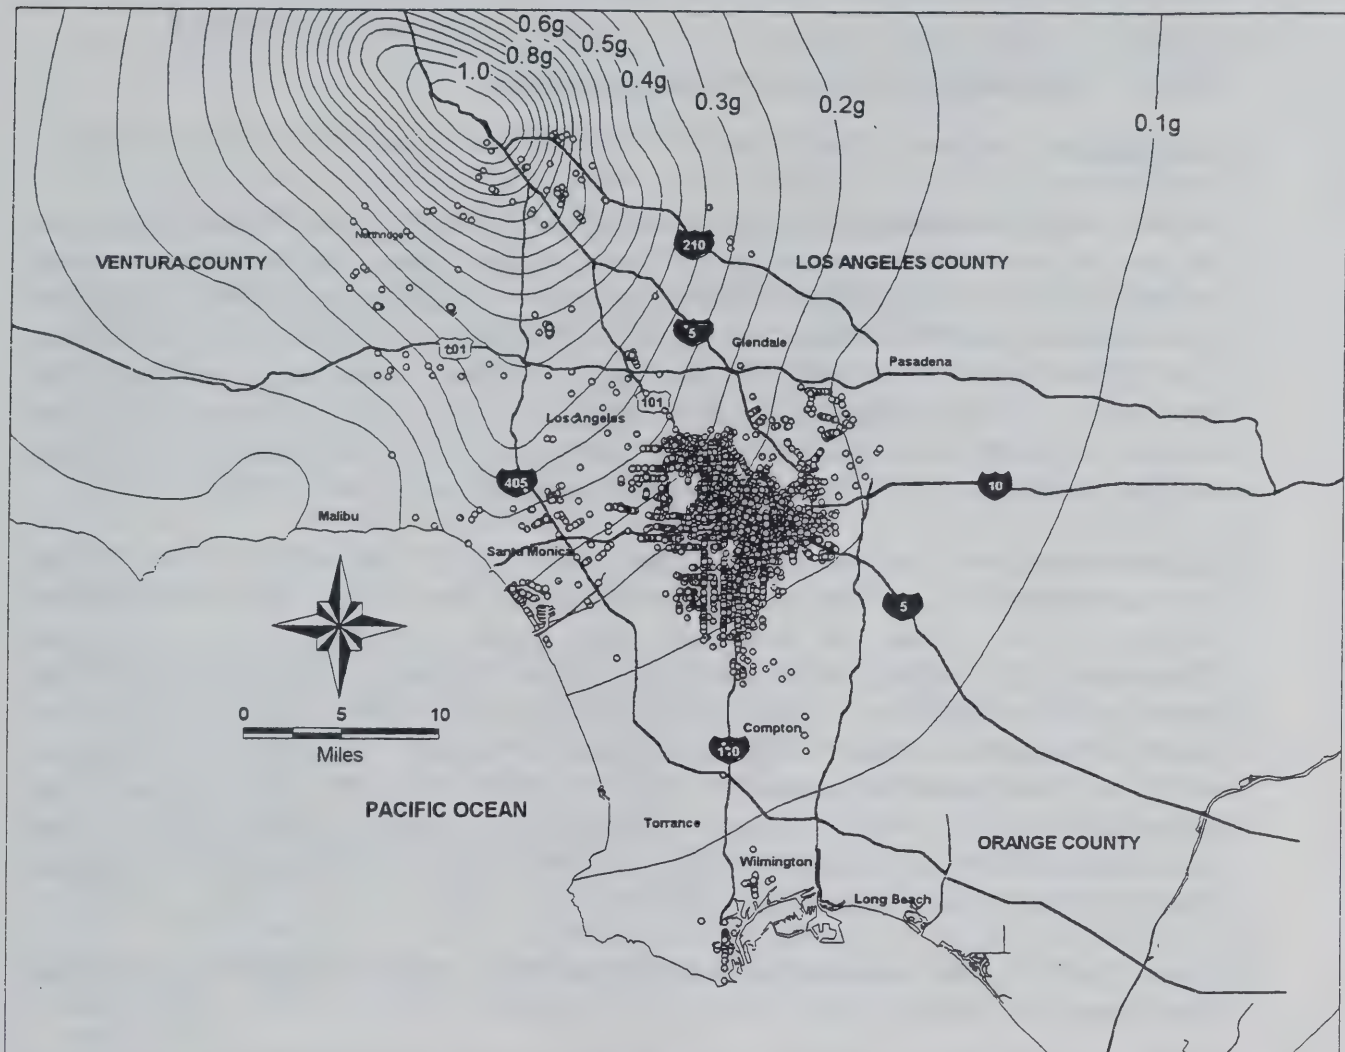 0.6g
0.5g
0.8g
1.0
0.4g
0.3g
0.2g
0.1g
Northridge
210
VENTURA COUNTY
LOS ANGELES COUNTY
5
Glendale
101
Pasadena
101
Los Angeles
405
10
Malibu
Santa Monica
5
0 5 10
Miles
Compton
110
PACIFIC OCEAN
Torrance
ORANGE COUNTY
Wilmington
Long Beach